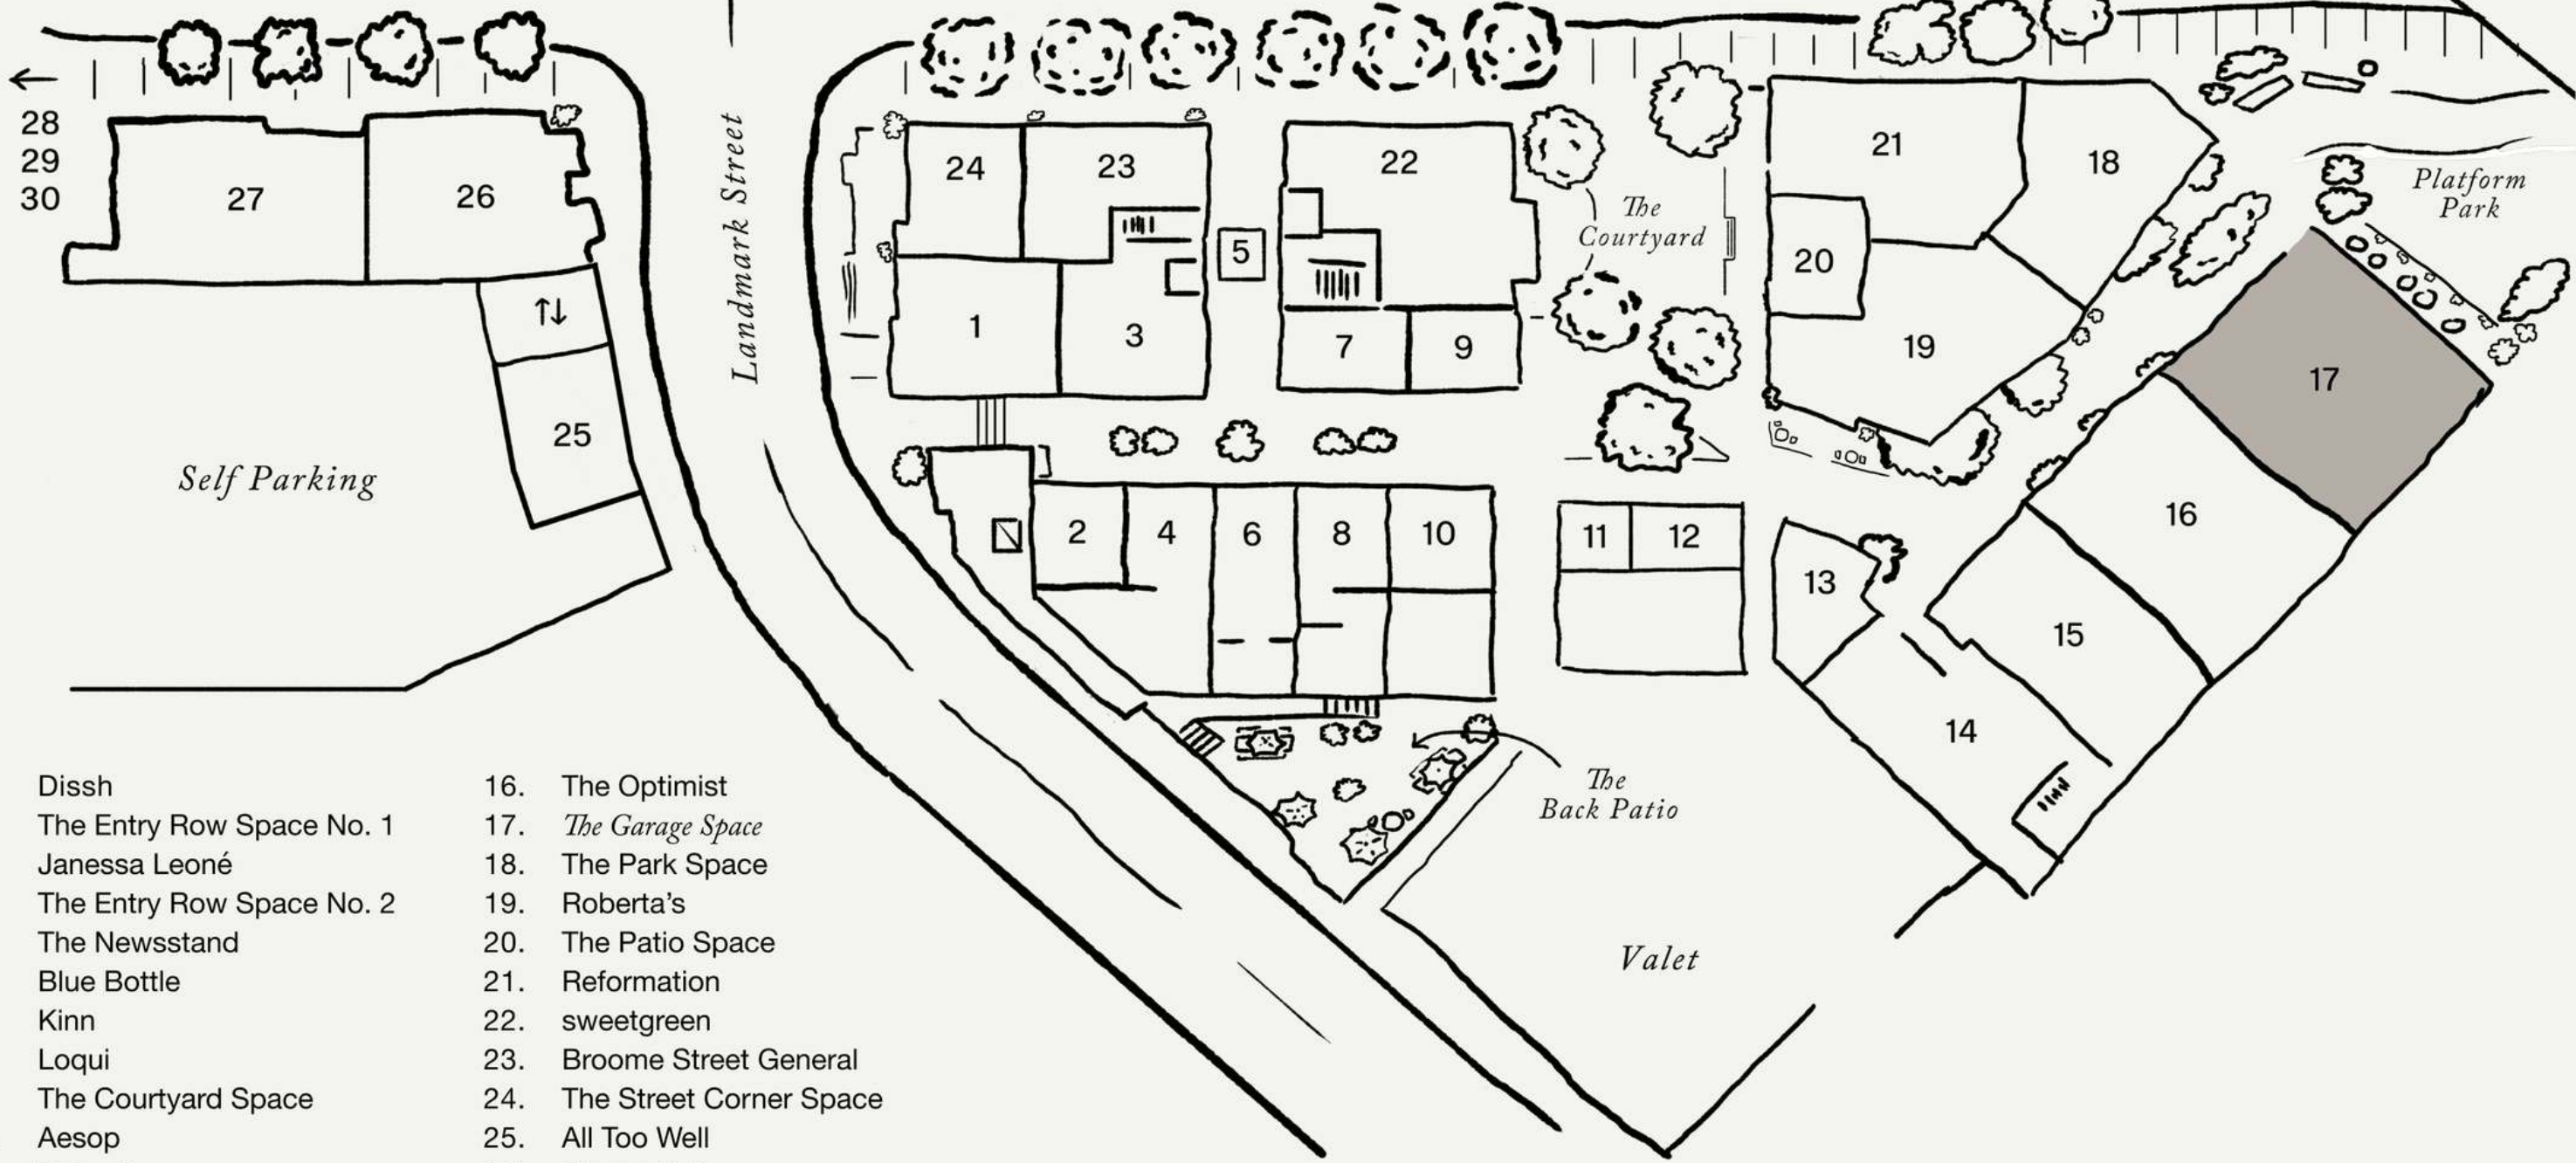 Landmark Street
28
29
30
27
26
24
23
22
21
18
5
The
Courtyard
Platform
Park
20
↑↓
1
3
7
9
19
17
25
Self Parking
2
4
6
8
10
11
12
13
16
15
14
The
Back Patio
Valet
Dissh
The Entry Row Space No. 1
Janessa Leoné
The Entry Row Space No. 2
The Newsstand
Blue Bottle
Kinn
Loqui
The Courtyard Space
Aesop
16. The Optimist
17. The Garage Space
18. The Park Space
19. Roberta’s
20. The Patio Space
21. Reformation
22. sweetgreen
23. Broome Street General
24. The Street Corner Space
25. All Too Well